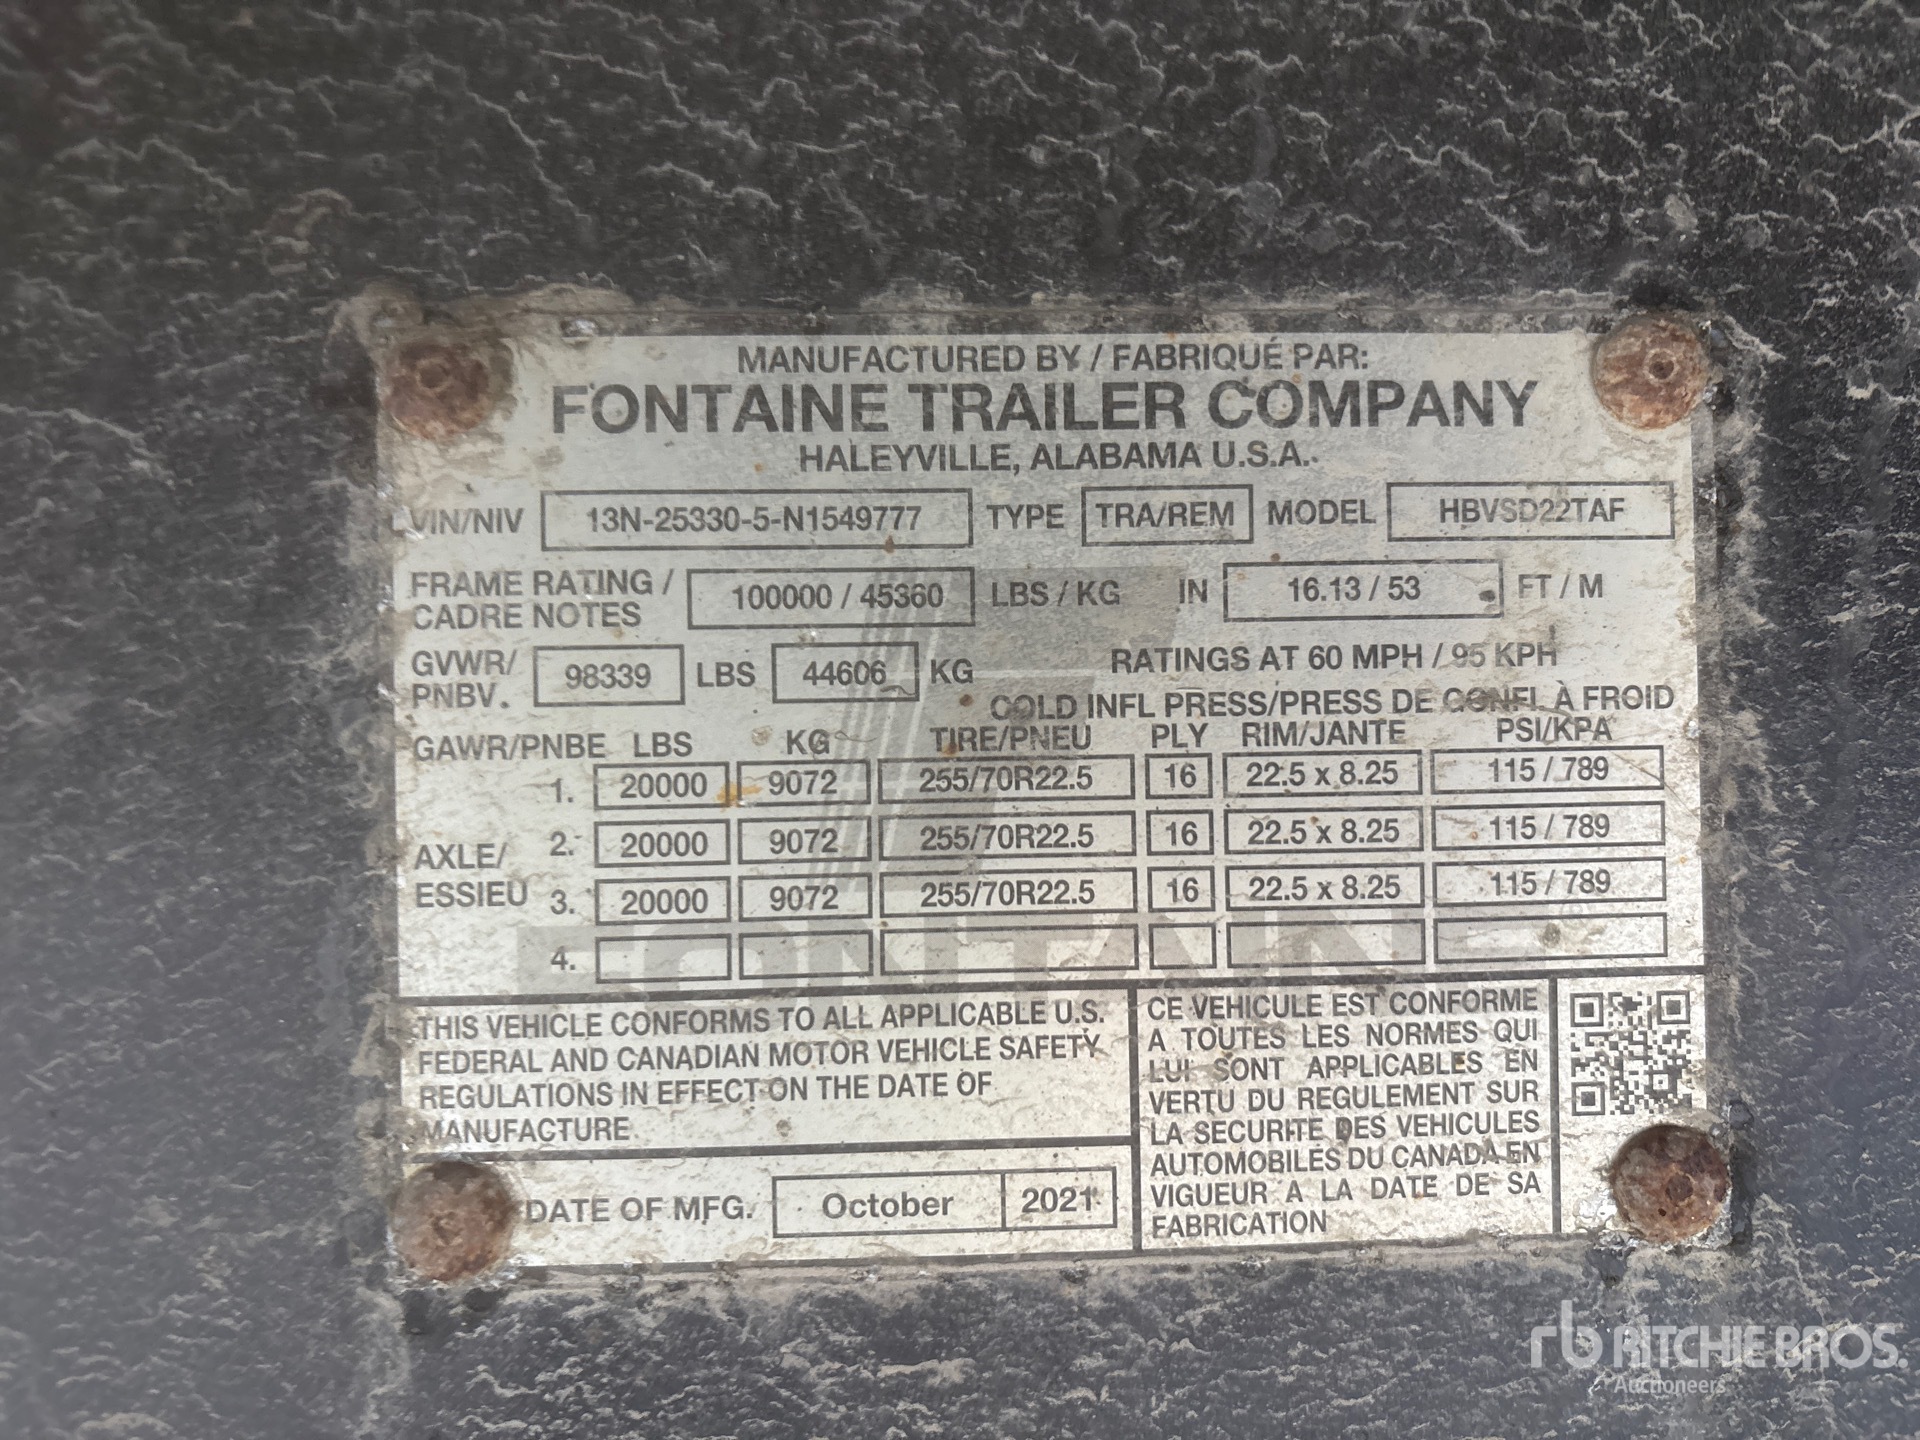 MANUFACTURED BY / FABRIQUÉ PAR:
FONTAINE TRAILER COMPANY
HALEYVILLE, ALABAMA U.S.A.
VIN/NIV 13N-25330-5-N1549777 TYPE TRA/REM MODEL HBVSD22TAF
FRAME RATING / CADRE NOTES 100000 / 45360 LBS / KG IN 16.13 / 53 FT / M
GVWR/ PNBV. 98339 LBS 44606 KG RATINGS AT 60 MPH / 95 KPH
COLD INFL PRESS/PRESS DE GONFL À FROID
GAWR/PNBE LBS KG TIRE/PNEU PLY RIM/JANTE PSI/KPA
AXLE/ ESSIEU
1. 20000 9072 255/70R22.5 16 22.5 x 8.25 115 / 789
2. 20000 9072 255/70R22.5 16 22.5 x 8.25 115 / 789
3. 20000 9072 255/70R22.5 16 22.5 x 8.25 115 / 789
4.
FONTAINE
THIS VEHICLE CONFORMS TO ALL APPLICABLE U.S.
FEDERAL AND CANADIAN MOTOR VEHICLE SAFETY
REGULATIONS IN EFFECT ON THE DATE OF
MANUFACTURE.
DATE OF MFG. October 2021
CE VEHICULE EST CONFORME
A TOUTES LES NORMES QUI
LUI SONT APPLICABLES EN
VERTU DU REGULEMENT SUR
LA SECURITE DES VEHICULES
AUTOMOBILES DU CANADA EN
VIGUEUR A LA DATE DE SA
FABRICATION
rb RITCHIE BROS.
Auctioneers